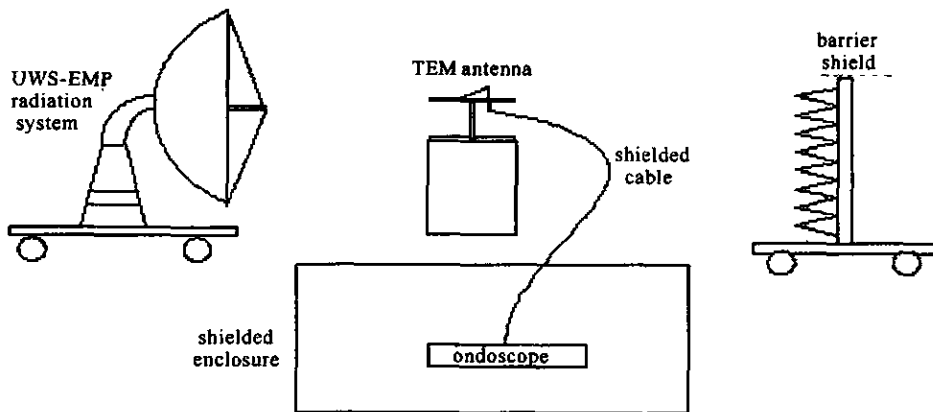 UWS-EMP
radiation
system
TEM antenna
shielded
cable
barrier
shield
shielded
enclosure
ondoscope